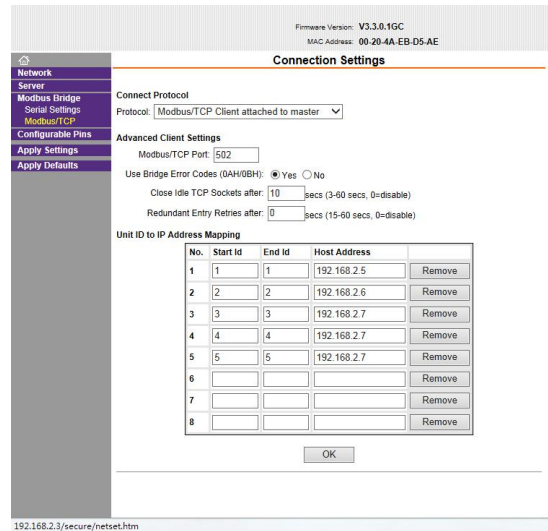 Firmware Version: V3.3.0.1GC
MAC Address: 00-20-4A-EB-D5-AE
Connection Settings
Network
Server
Modbus Bridge
Serial Settings
Modbus/TCP
Configurable Pins
Apply Settings
Apply Defaults
Connect Protocol
Protocol: Modbus/TCP Client attached to master
Advanced Client Settings
Modbus/TCP Port: 502
Use Bridge Error Codes (0AH/0BH): Yes No
Close Idle TCP Sockets after: 10 secs (3-60 secs, 0=disable)
Redundant Entry Retries after: 0 secs (15-60 secs, 0=disable)
Unit ID to IP Address Mapping
No. Start Id End Id Host Address
1 1 1 192.168.2.5 Remove
2 2 2 192.168.2.6 Remove
3 3 3 192.168.2.7 Remove
4 4 4 192.168.2.7 Remove
5 5 5 192.168.2.7 Remove
6 Remove
7 Remove
8 Remove
OK
192.168.2.3/secure/netset.htm